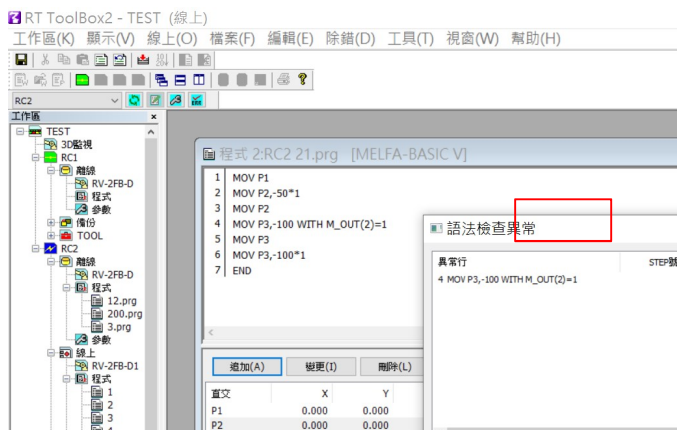 RT ToolBox2 - TEST (線上)
工作區(K) 顯示(V) 線上(O) 檔案(F) 編輯(E) 除錯(D) 工具(T) 視窗(W) 幫助(H)
RC2
工作區
TEST
3D監視
RC1
離線
RV-2FB-D
程式
參數
備份
TOOL
RC2
離線
RV-2FB-D
程式
12.prg
200.prg
3.prg
參數
線上
RV-2FB-D1
程式
1
2
3
4
程式 2:RC2 21.prg [MELFA-BASIC V]
1 MOV P1
2 MOV P2,-50*1
3 MOV P2
4 MOV P3,-100 WITH M_OUT(2)=1
5 MOV P3
6 MOV P3,-100*1
7 END
追加(A) 變更(I) 刪除(L)
直交 X Y
P1 0.000 0.000
P2 0.000 0.000
語法檢查異常
異常行 STEP號
4 MOV P3,-100 WITH M_OUT(2)=1